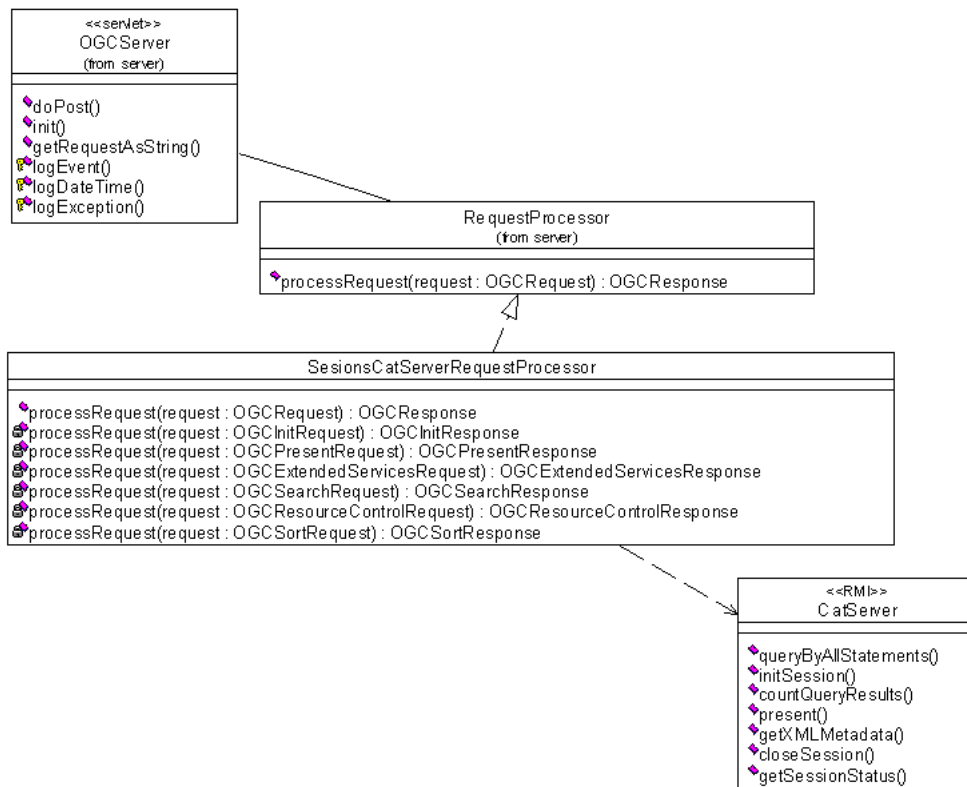 <<servlet>>
OGCServer
(from server)
doPost()
init()
getRequestAsString()
logEvent()
logDateTime()
logException()
RequestProcessor
(from server)
processRequest(request : OGCRequest) : OGCResponse
SesionsCatServerRequestProcessor
processRequest(request : OGCRequest) : OGCResponse
processRequest(request : OGCInitRequest) : OGCInitResponse
processRequest(request : OGCPresentRequest) : OGCPresentResponse
processRequest(request : OGCExtendedServicesRequest) : OGCExtendedServicesResponse
processRequest(request : OGCSearchRequest) : OGCSearchResponse
processRequest(request : OGCResourceControlRequest) : OGCResourceControlResponse
processRequest(request : OGCSortRequest) : OGCSortResponse
<<RMI>>
CatServer
queryByAllStatements()
initSession()
countQueryResults()
present()
getXMLMetadata()
closeSession()
getSessionStatus()